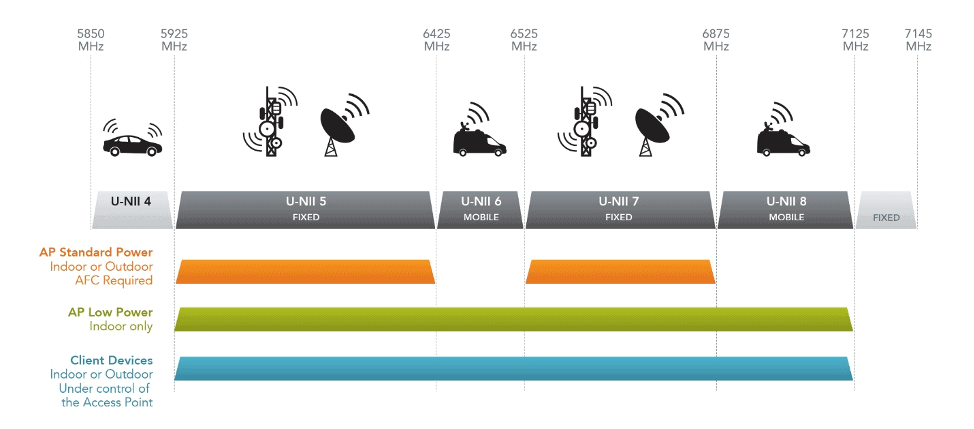 5850 MHz
5925 MHz
6425 MHz
6525 MHz
6875 MHz
7125 MHz
7145 MHz
U-NII 4
U-NII 5
FIXED
U-NII 6
MOBILE
U-NII 7
FIXED
U-NII 8
MOBILE
FIXED
AP Standard Power
Indoor or Outdoor
AFC Required
AP Low Power
Indoor only
Client Devices
Indoor or Outdoor
Under control of
the Access Point